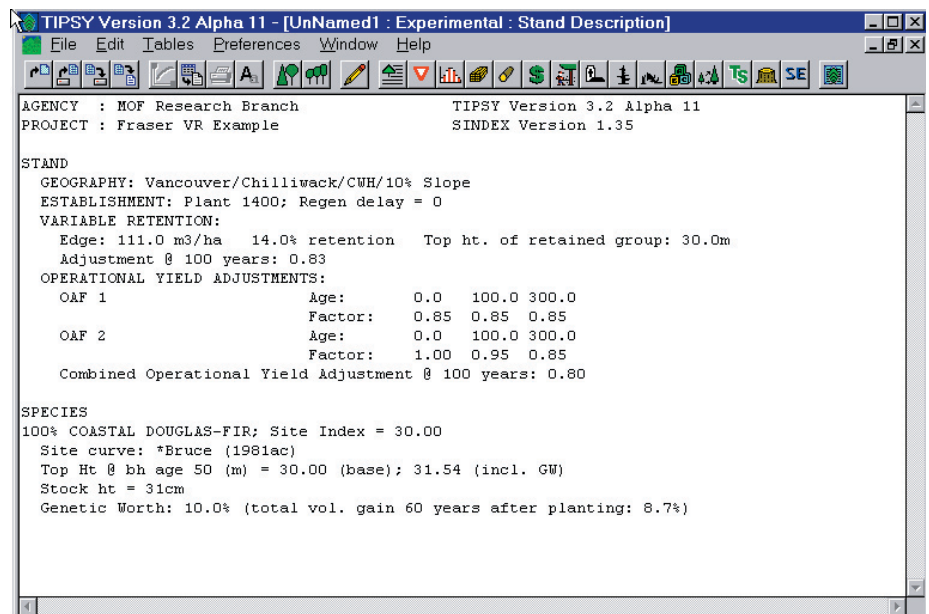 TIPSY Version 3.2 Alpha 11 - [UnNamed1 : Experimental : Stand Description]
File Edit Tables Preferences Window Help
TS SE
AGENCY : MOF Research Branch TIPSY Version 3.2 Alpha 11
PROJECT : Fraser VR Example SINDEX Version 1.35
STAND
GEOGRAPHY: Vancouver/Chilliwack/CWH/10% Slope
ESTABLISHMENT: Plant 1400; Regen delay = 0
VARIABLE RETENTION:
Edge: 111.0 m3/ha 14.0% retention Top ht. of retained group: 30.0m
Adjustment @ 100 years: 0.83
OPERATIONAL YIELD ADJUSTMENTS:
OAF 1 Age: 0.0 100.0 300.0
Factor: 0.85 0.85 0.85
OAF 2 Age: 0.0 100.0 300.0
Factor: 1.00 0.95 0.85
Combined Operational Yield Adjustment @ 100 years: 0.80
SPECIES
100% COASTAL DOUGLAS-FIR; Site Index = 30.00
Site curve: *Bruce (1981ac)
Top Ht @ bh age 50 (m) = 30.00 (base); 31.54 (incl. GW)
Stock ht = 31cm
Genetic Worth: 10.0% (total vol. gain 60 years after planting: 8.7%)